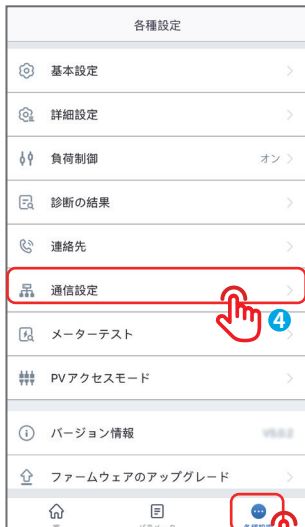 各種設定
基本設定
詳細設定
負荷制御 オン
診断の結果
連絡先
通信設定
4
メーターテスト
PVアクセスモード
バージョン情報
ファームウェアのアップグレード